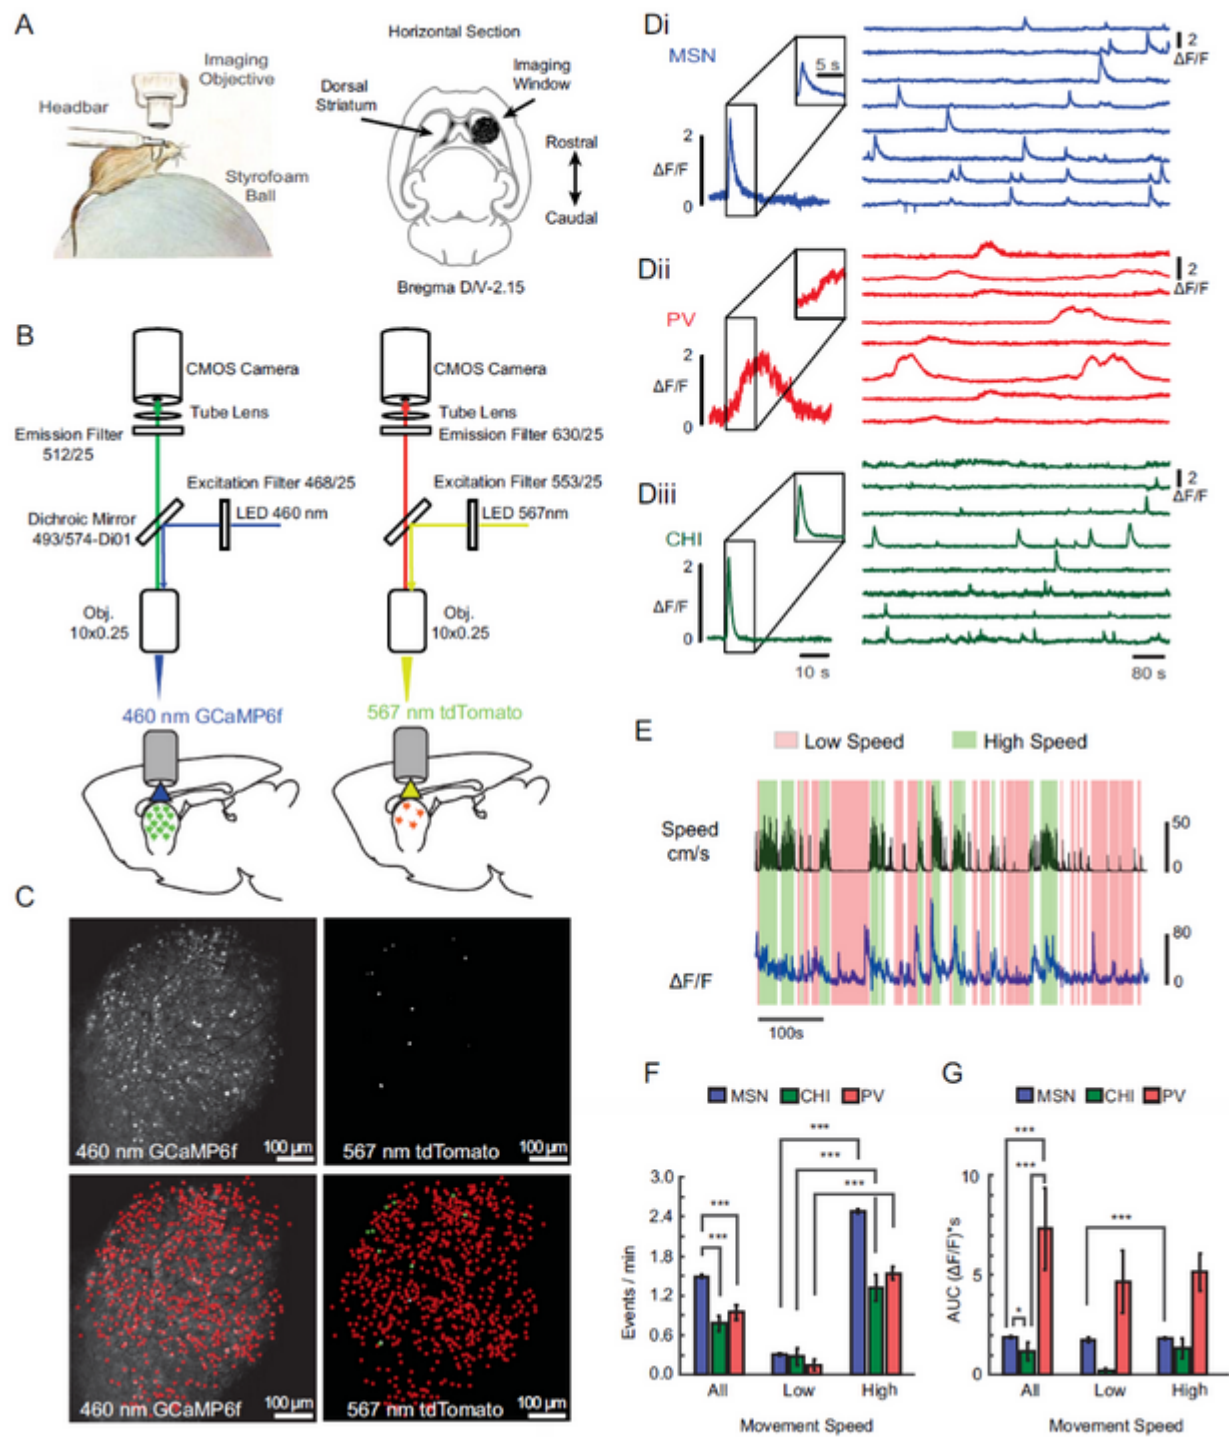 A
Imaging
Objective
Headbar
Styrofoam
Ball
Horizontal Section
Dorsal
Striatum
Imaging
Window
Rostral
Caudal
Bregma D/V-2.15
B
CMOS Camera
Tube Lens
Emission Filter
512/25
Excitation Filter 468/25
LED 460 nm
Dichroic Mirror
493/574-Di01
Obj.
10x0.25
460 nm GCaMP6f
CMOS Camera
Tube Lens
Emission Filter 630/25
Excitation Filter 553/25
LED 567nm
Obj.
10x0.25
567 nm tdTomato
C
460 nm GCaMP6f
100 µm
567 nm tdTomato
100 µm
460 nm GCaMP6f
100 µm
567 nm tdTomato
100 µm
Di
MSN
5 s
2
ΔF/F
0
2
ΔF/F
Dii
PV
2
ΔF/F
0
2
ΔF/F
Diii
CHI
2
ΔF/F
0
10 s
2
ΔF/F
80 s
E
Low Speed
High Speed
Speed
cm/s
50
0
ΔF/F
80
0
100s
F
MSN CHI PV
***
***
***
***
***
Events / min
3.0
2.4
1.8
1.2
0.6
0.0
All Low High
Movement Speed
G
MSN CHI PV
***
***
*
***
AUC (ΔF/F)*s
10
5
0
All Low High
Movement Speed